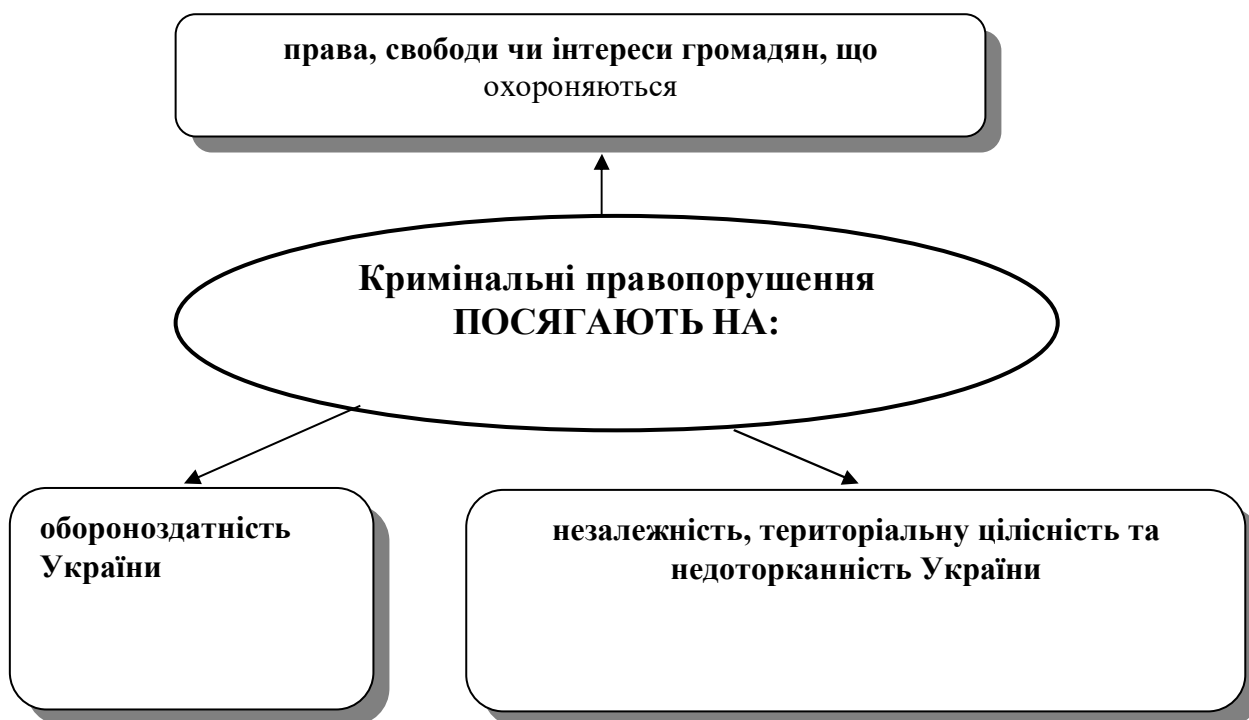 права, свободи чи інтереси громадян, що
охороняються
Кримінальні правопорушення
ПОСЯГАЮТЬ НА:
обороноздатність
України
незалежність, територіальну цілісність та
недоторканність України